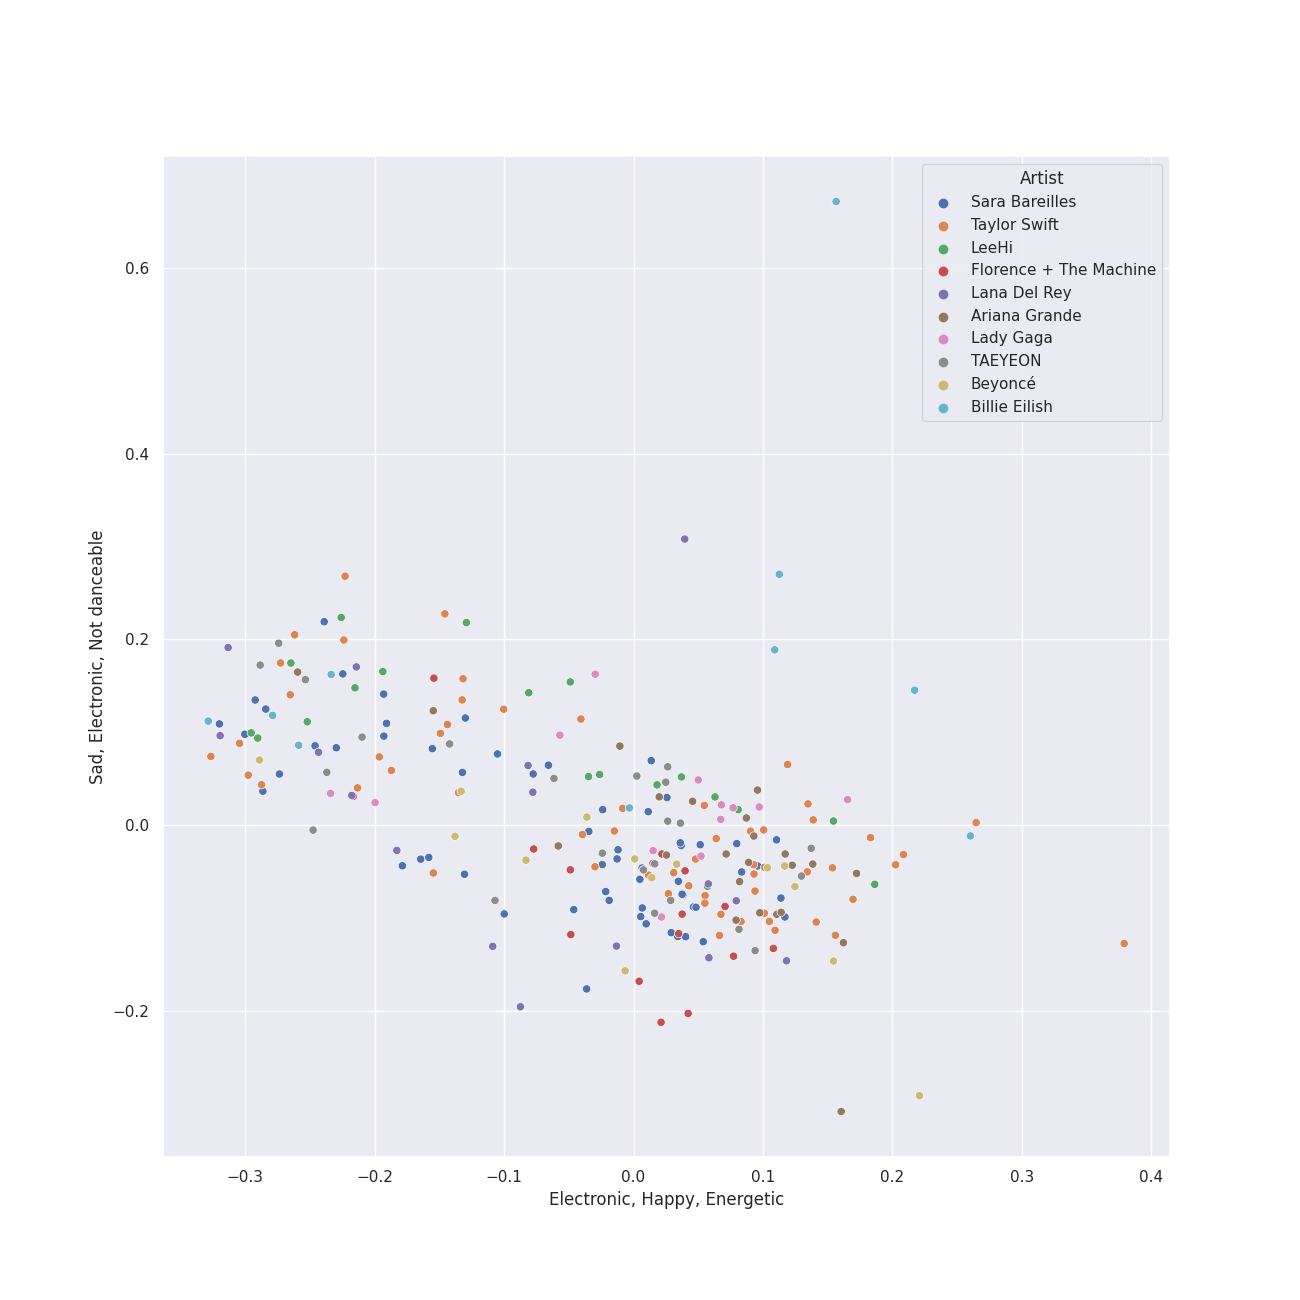 Artist
Sara Bareilles
Taylor Swift
LeeHi
Florence + The Machine
Lana Del Rey
Ariana Grande
Lady Gaga
TAEYEON
Beyoncé
Billie Eilish
0.6
0.4
0.2
0.0
−0.2
Sad, Electronic, Not danceable
−0.3
−0.2
−0.1
0.0
0.1
0.2
0.3
0.4
Electronic, Happy, Energetic